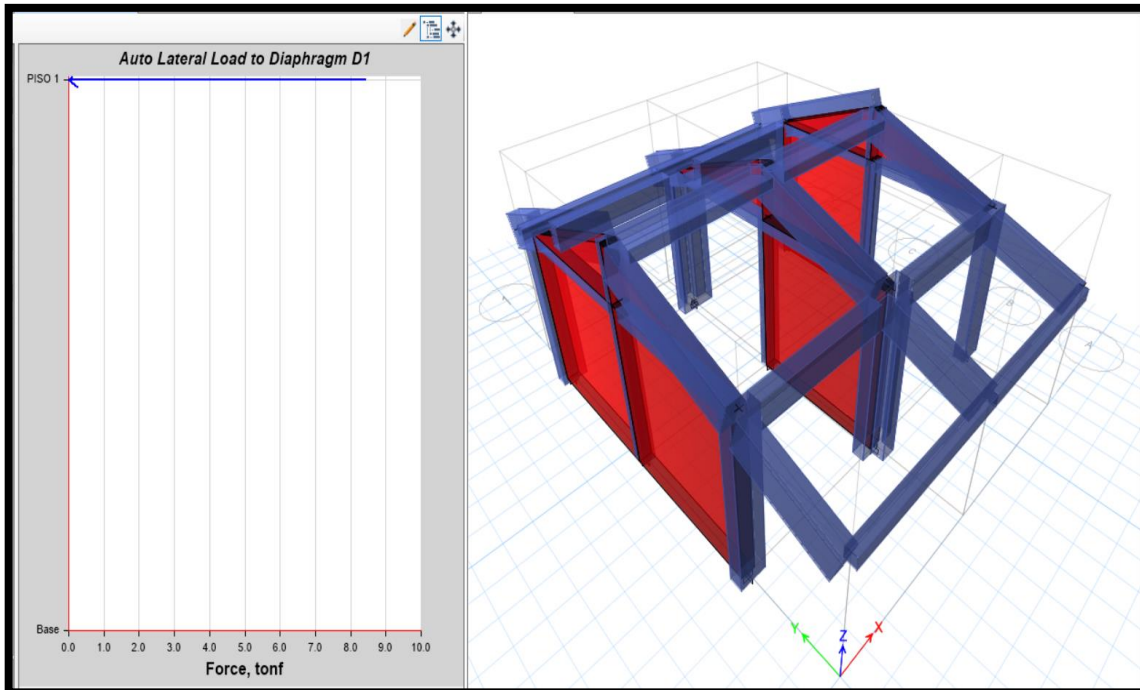 Auto Lateral Load to Diaphragm D1
PISO 1
Base
0.0 1.0 2.0 3.0 4.0 5.0 6.0 7.0 8.0 9.0 10.0
Force, tonf
C
B
A
Y
Z
X